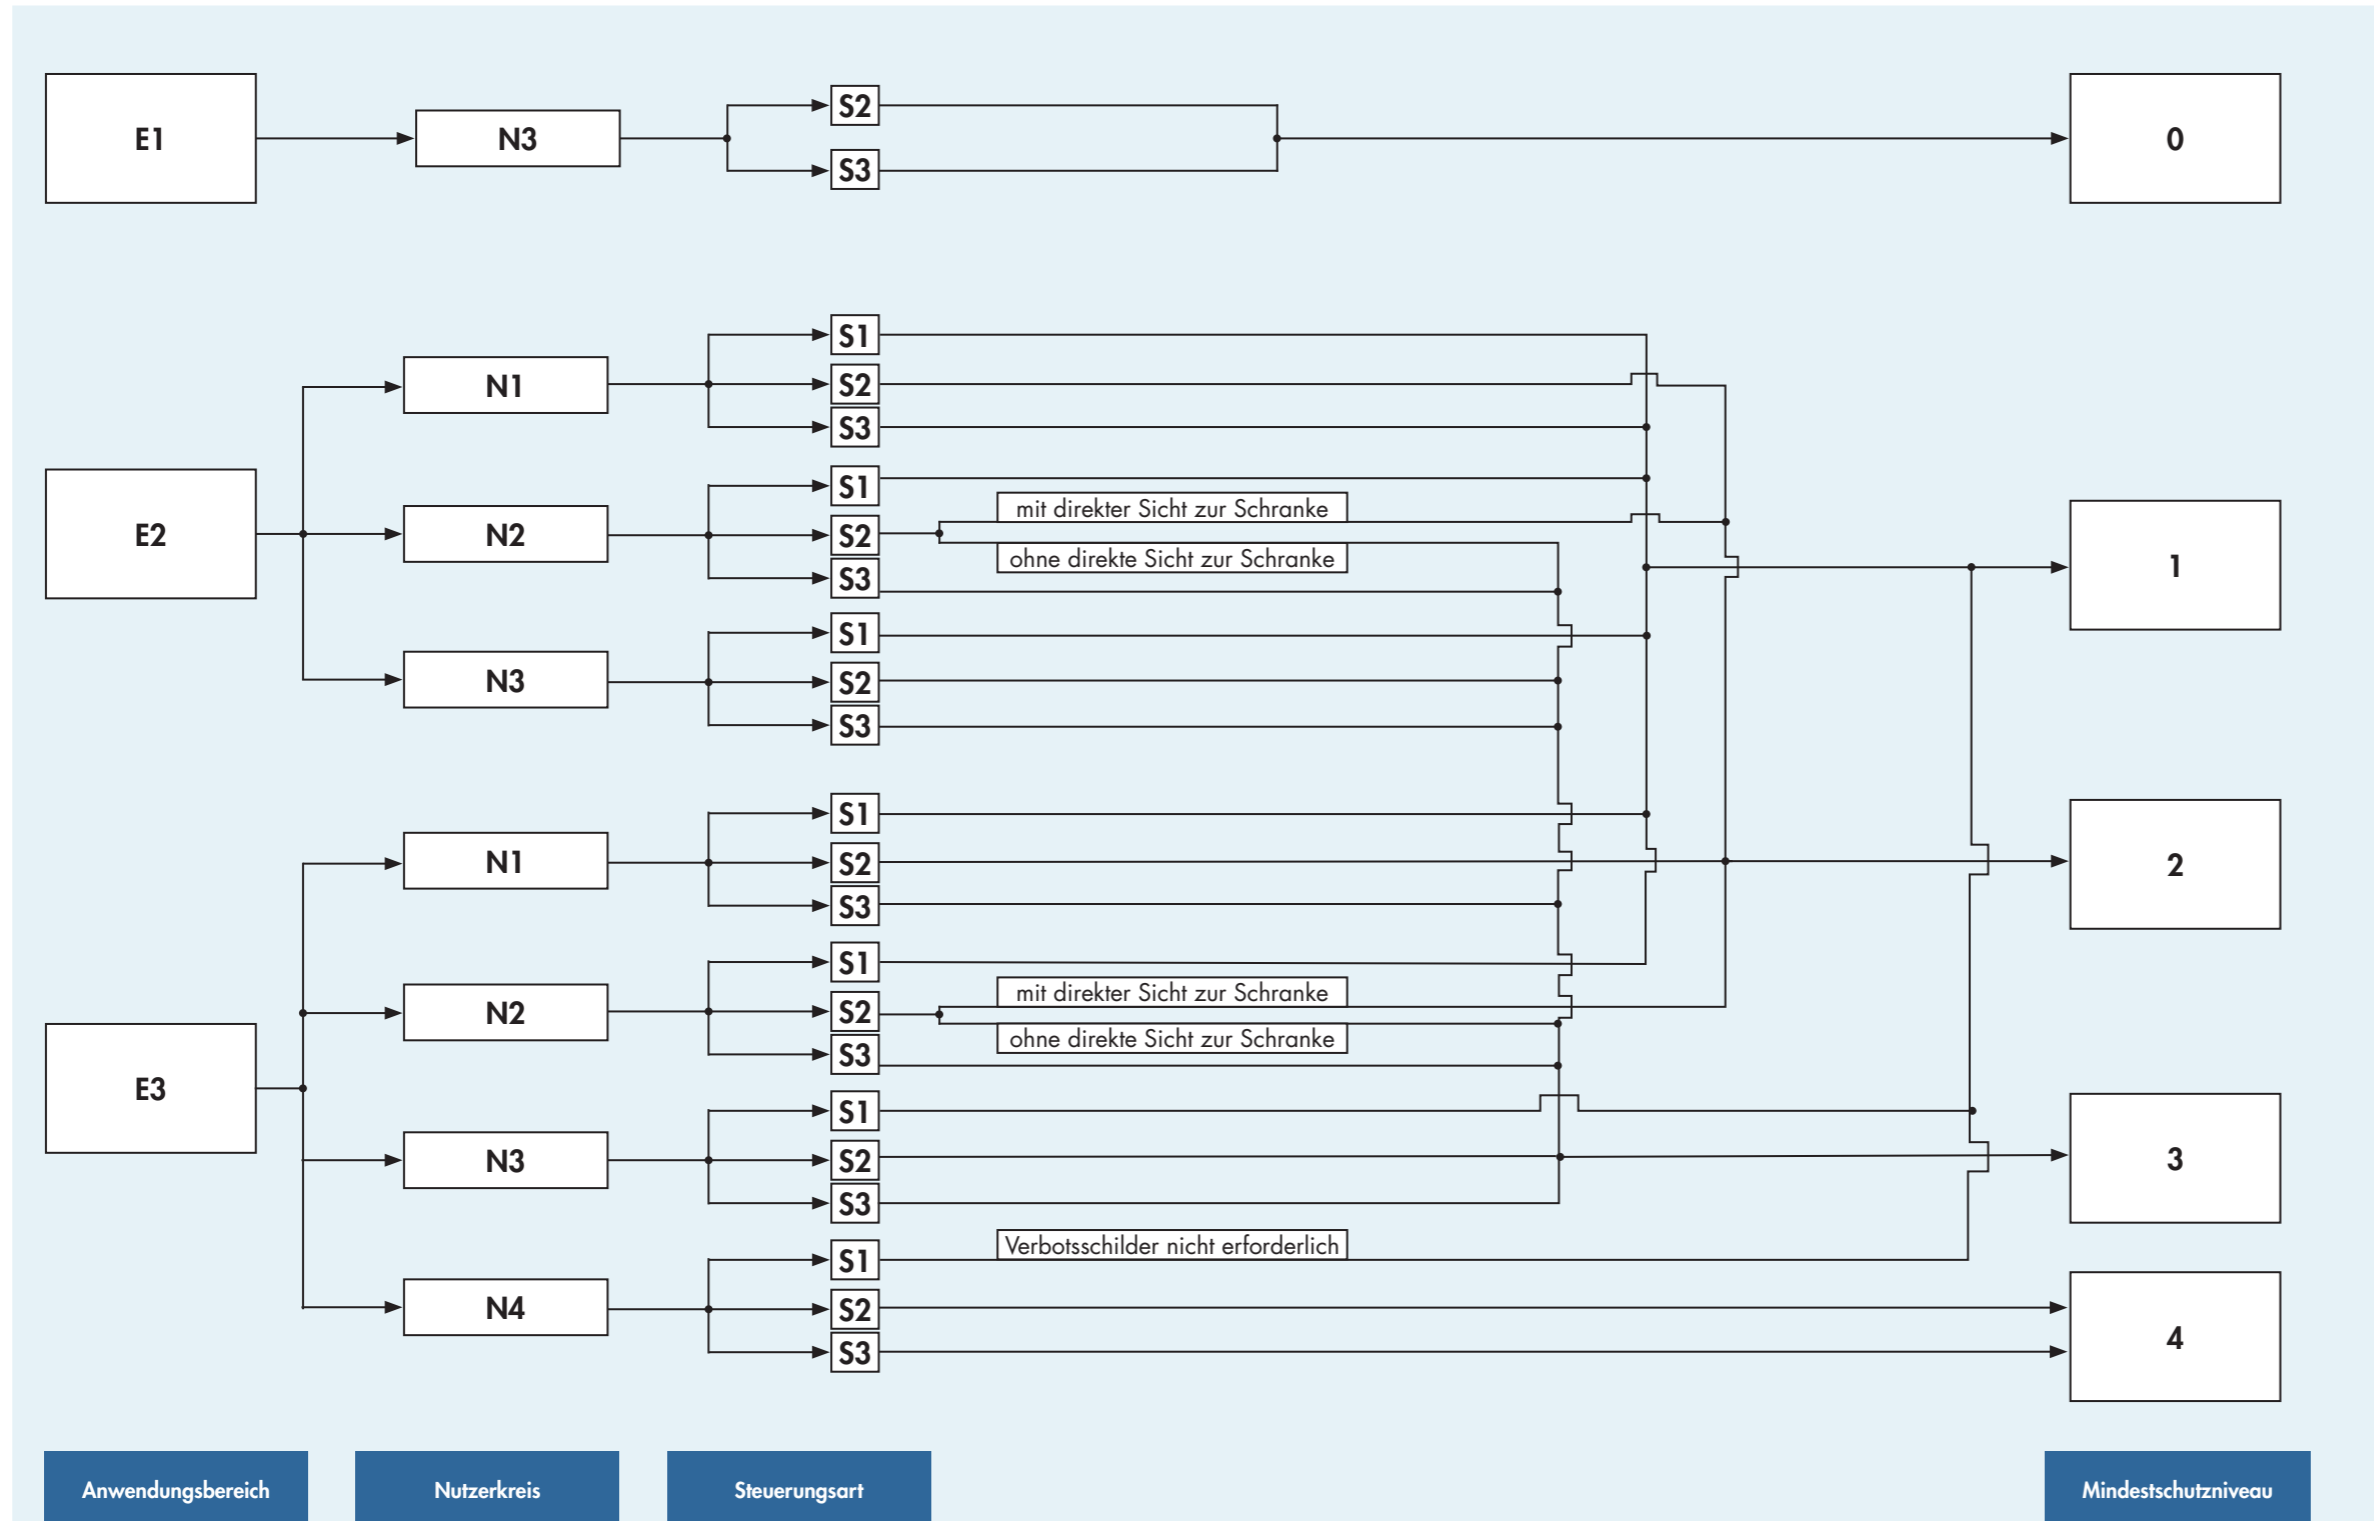 E1
N3
S2
S3
0
E2
N1
S1
S2
S3
N2
S1
S2
mit direkter Sicht zur Schranke
ohne direkte Sicht zur Schranke
S3
N3
S1
S2
S3
1
E3
N1
S1
S2
S3
2
N2
S1
S2
mit direkter Sicht zur Schranke
ohne direkte Sicht zur Schranke
S3
N3
S1
S2
S3
3
N4
S1
Verbotsschilder nicht erforderlich
S2
S3
4
Anwendungsbereich
Nutzerkreis
Steuerungsart
Mindestschutzniveau